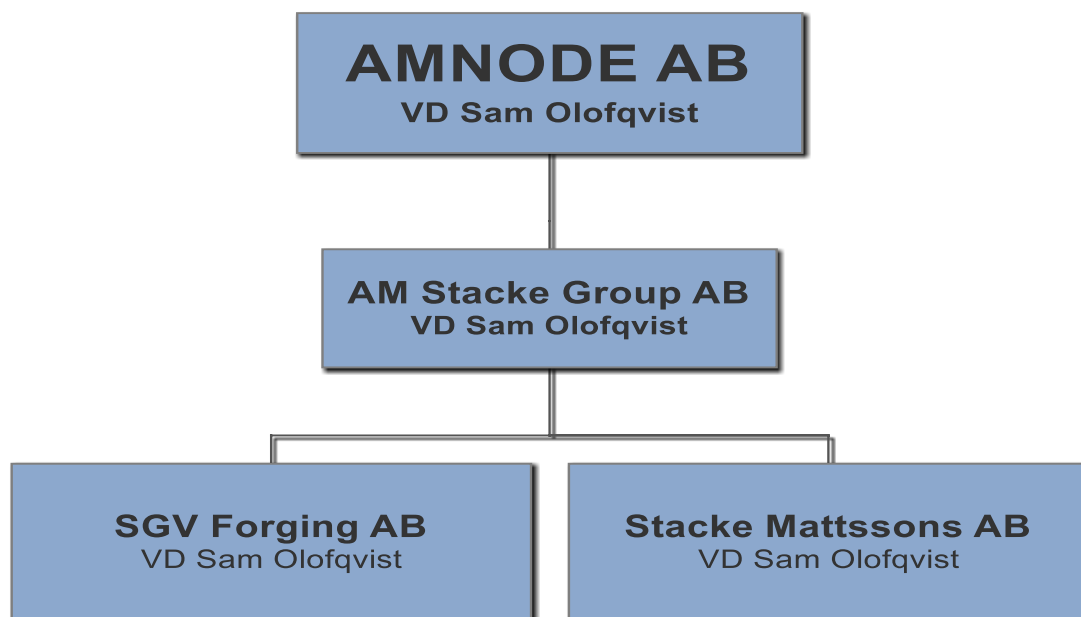 AMNODE AB
VD Sam Olofqvist
AM Stacke Group AB
VD Sam Olofqvist
SGV Forging AB
VD Sam Olofqvist
Stacke Mattssons AB
VD Sam Olofqvist